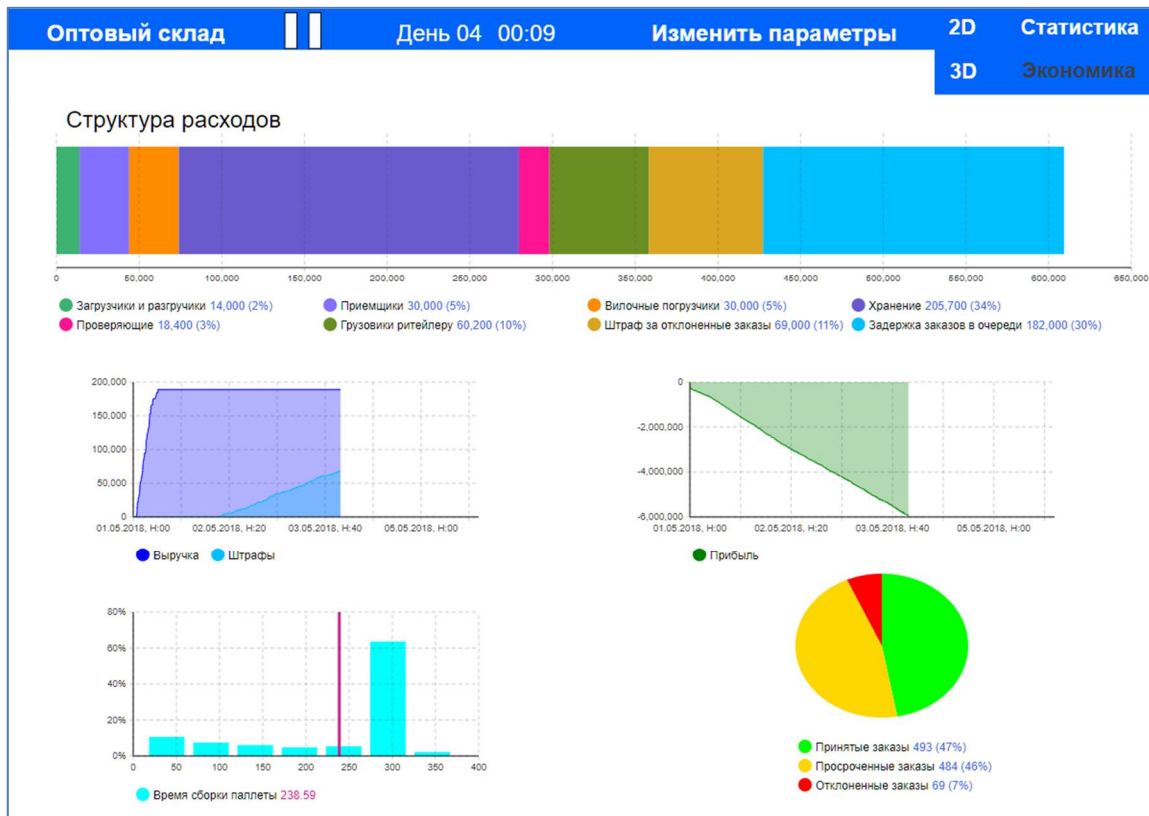 Оптовый склад День 04 00:09 Изменить параметры 2D Статистика
3D Экономика
Структура расходов
0 50,000 100,000 150,000 200,000 250,000 300,000 350,000 400,000 450,000 500,000 550,000 600,000 650,000
Загрузчики и разгрузчики 14,000 (2%) Приемщики 30,000 (5%) Вилочные погрузчики 30,000 (5%) Хранение 205,700 (34%)
Проверяющие 18,400 (3%) Грузовики ритейлеру 60,200 (10%) Штраф за отклоненные заказы 69,000 (11%) Задержка заказов в очереди 182,000 (30%)
200,000
150,000
100,000
50,000
0
01.05.2018, H:00 02.05.2018, H:20 03.05.2018, H:40 05.05.2018, H:00
Выручка Штрафы
0
-2,000,000
-4,000,000
-6,000,000
01.05.2018, H:00 02.05.2018, H:20 03.05.2018, H:40 05.05.2018, H:00
Прибыль
80%
60%
40%
20%
0%
0 50 100 150 200 250 300 350 400
Время сборки паллеты 238.59
Принятые заказы 493 (47%)
Просроченные заказы 484 (46%)
Отклоненные заказы 69 (7%)